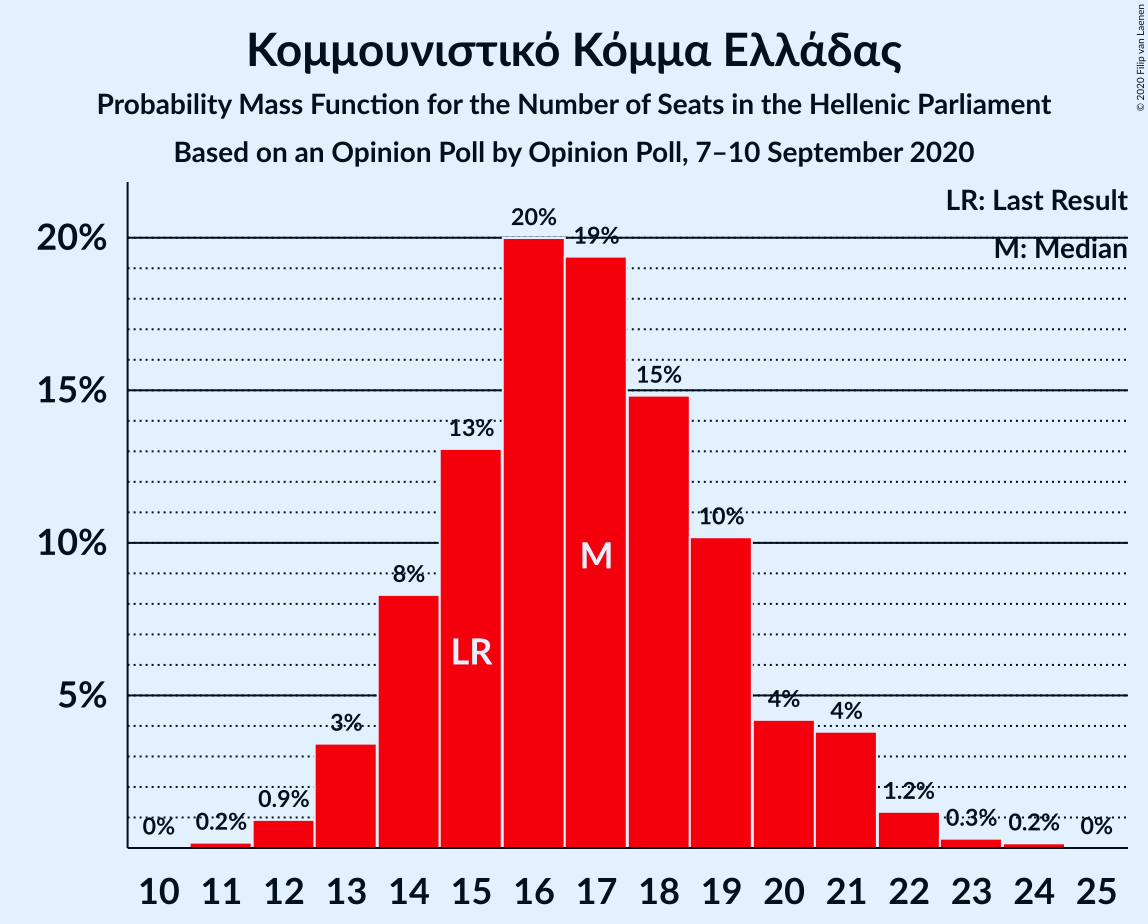 Κομμουνιστικό Κόμμα Ελλάδας
Probability Mass Function for the Number of Seats in the Hellenic Parliament
Based on an Opinion Poll by Opinion Poll, 7–10 September 2020
© 2020 Filip van Laenen
LR: Last Result
M: Median
20%
15%
10%
5%
0%
0.2%
0.9%
3%
8%
13%
20%
19%
15%
10%
4%
4%
1.2%
0.3%
0.2%
0%
LR
M
10 11 12 13 14 15 16 17 18 19 20 21 22 23 24 25